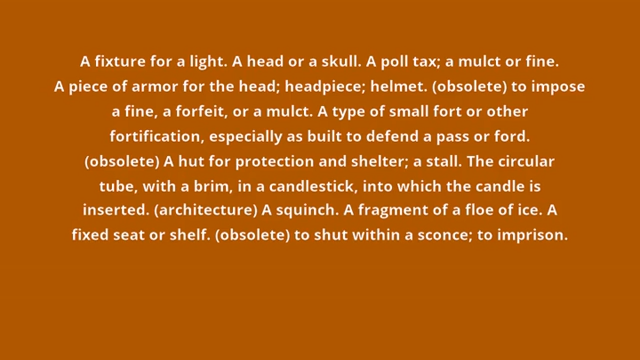 A fixture for a light. A head or a skull. A poll tax; a mulct or fine.
A piece of armor for the head; headpiece; helmet. (obsolete) to impose
a fine, a forfeit, or a mulct. A type of small fort or other
fortification, especially as built to defend a pass or ford.
(obsolete) A hut for protection and shelter; a stall. The circular
tube, with a brim, in a candlestick, into which the candle is
inserted. (architecture) A squinch. A fragment of a floe of ice. A
fixed seat or shelf. (obsolete) to shut within a sconce; to imprison.